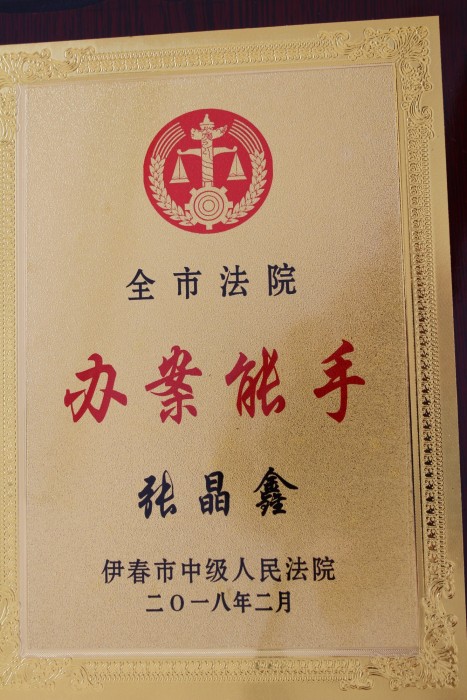 全市法院
办案能手
张晶鑫
伊春市中级人民法院
二〇一八年二月